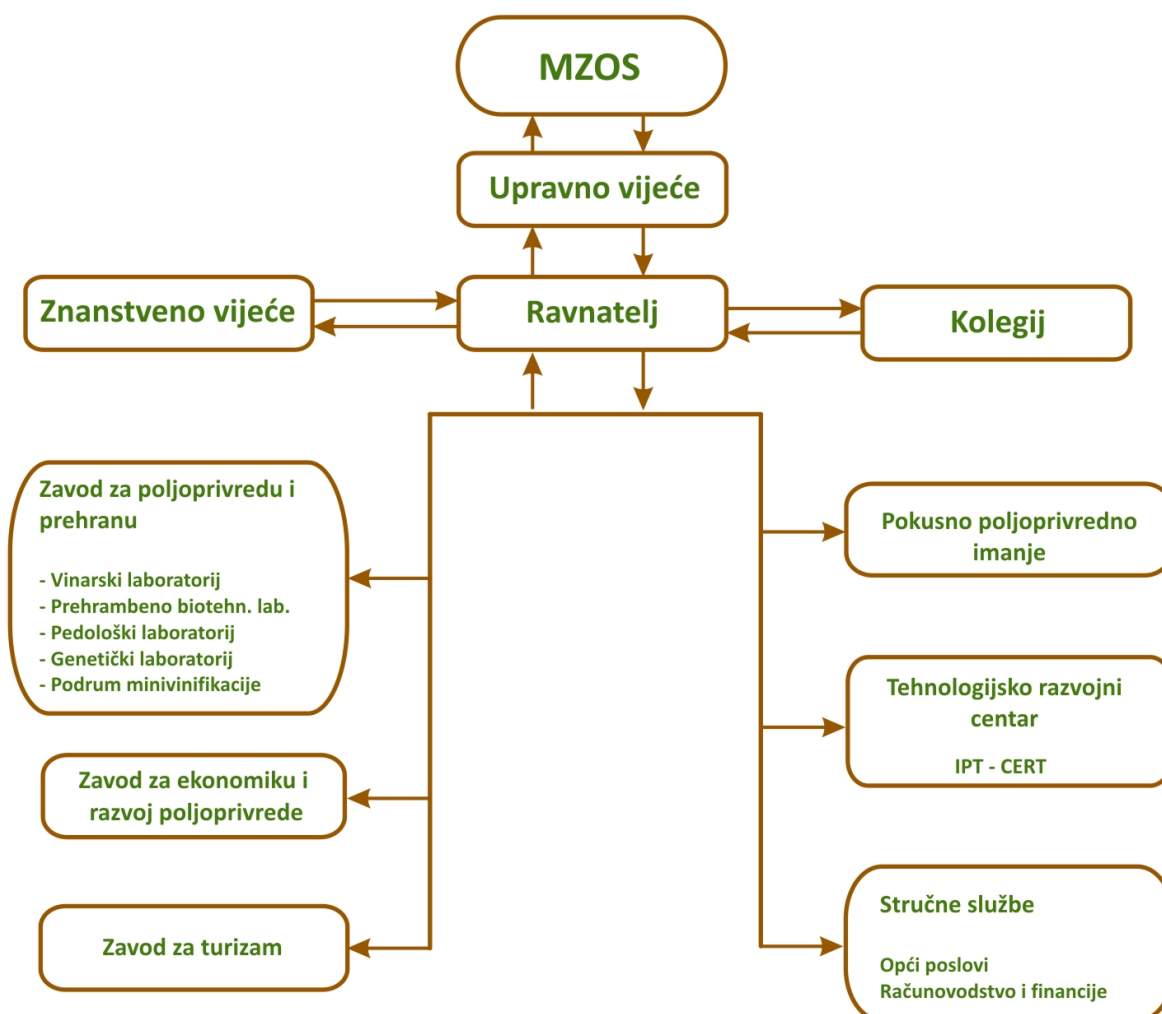 MZOS
Upravno vijeće
Znanstveno vijeće
Ravnatelj
Kolegij
Zavod za poljoprivredu i
prehranu
- Vinarski laboratorij
- Prehrambeno biotehn. lab.
- Pedološki laboratorij
- Genetički laboratorij
- Podrum minivinifikacije
Zavod za ekonomiku i
razvoj poljoprivrede
Zavod za turizam
Pokusno poljoprivredno
imanje
Tehnologijsko razvojni
centar
IPT - CERT
Stručne službe
Opći poslovi
Računovodstvo i financije